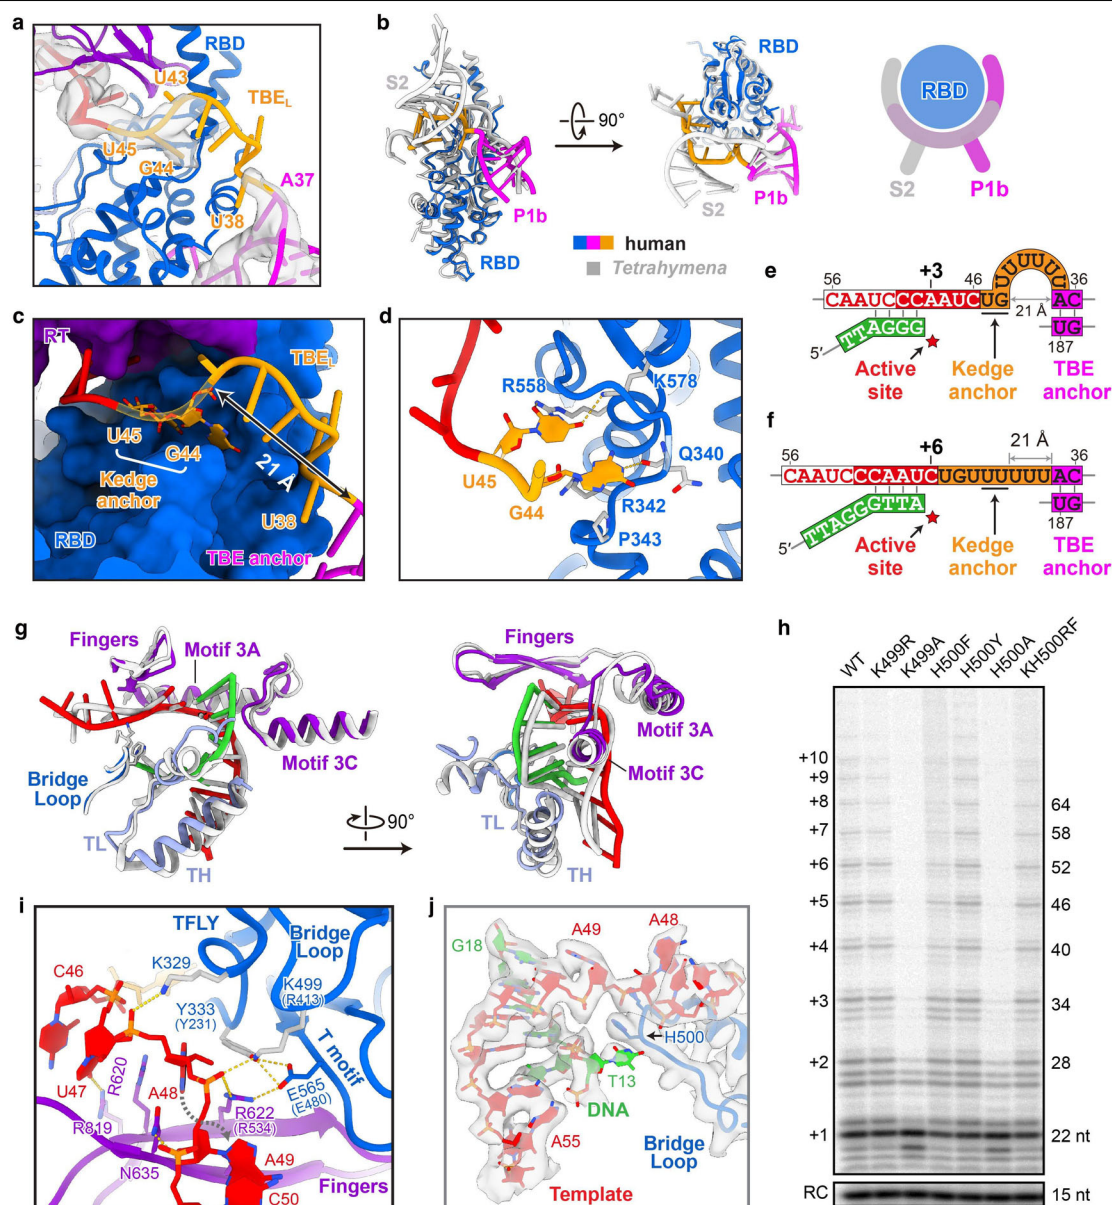 a
RBD
U43
TBEL
U45
G44
A37
U38
b
S2
P1b
RBD
90°
RBD
S2
P1b
human
Tetrahymena
RBD
S2
P1b
c
RT
TBEL
U45
G44
Kedge
anchor
21 Å
U38
RBD
TBE anchor
d
R558
K578
U45
Q340
G44
R342
P343
e
56
+3
46
36
CAAUCCCAAUCUGUUUUUUAC
21 Å
TTAGGG
UG
187
5′
Active
site
Kedge
anchor
TBE
anchor
f
21 Å
56
+6
36
CAAUCCCAAUCUGUUUUUUAC
TTAGGGTTA
UG
187
5′
Active
site
Kedge
anchor
TBE
anchor
g
Fingers
Motif 3A
Motif 3C
Bridge
Loop
TL
TH
90°
Fingers
Motif 3A
Motif 3C
TL
TH
h
WT
K499R
K499A
H500F
H500Y
H500A
KH500RF
+10
+9
+8
64
+7
58
+6
52
+5
46
+4
40
+3
34
+2
28
+1
22 nt
RC
15 nt
i
TFLY
Bridge
Loop
C46
K329
K499
(R413)
Y333
(Y231)
T motif
R620
U47
A48
E565
(E480)
R622
(R534)
R819
N635
A49
Fingers
C50
j
A49
A48
G18
H500
T13
DNA
A55
Bridge
Loop
Template